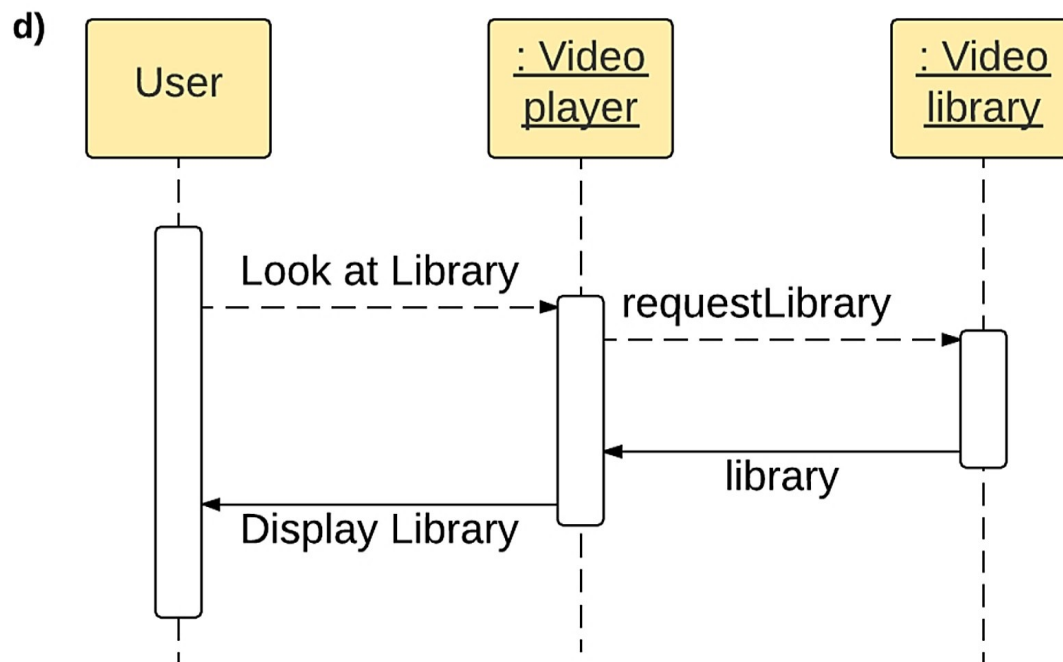 d)
User
: Video
player
: Video
library
Look at Library
requestLibrary
library
Display Library